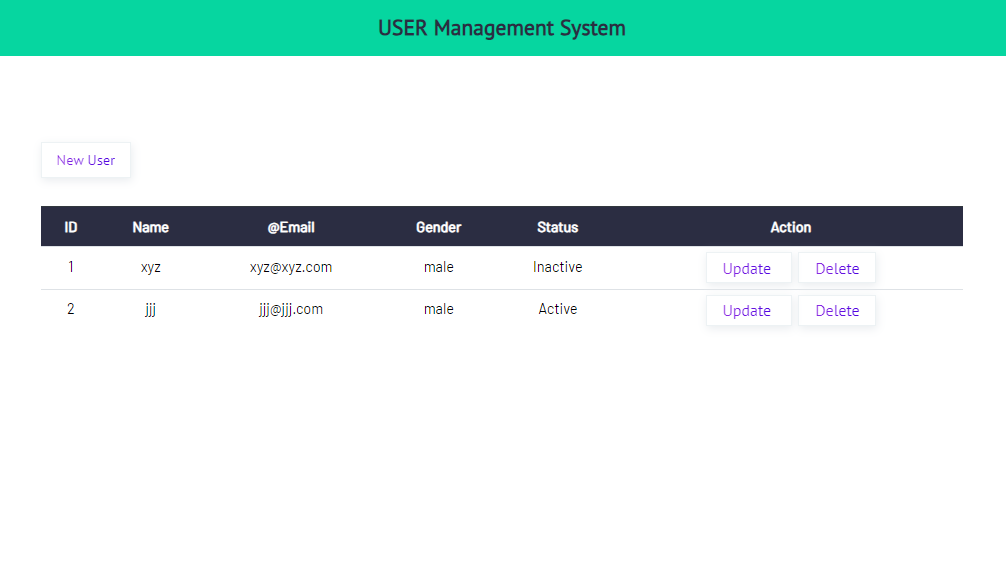 USER Management System
New User
ID Name @Email Gender Status Action
1 xyz xyz@xyz.com male Inactive Update Delete
2 jjj jjj@jjj.com male Active Update Delete